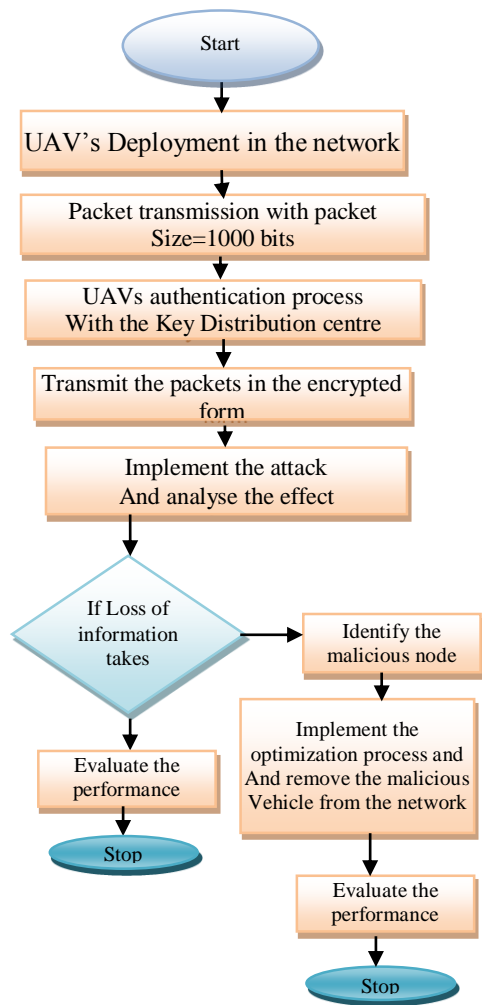 Start
UAV's Deployment in the network
Packet transmission with packet
Size=1000 bits
UAVs authentication process
With the Key Distribution centre
Transmit the packets in the encrypted
form
Implement the attack
And analyse the effect
If Loss of
information
takes
Identify the
malicious node
Implement the
optimization process and
And remove the malicious
Vehicle from the network
Evaluate the
performance
Stop
Evaluate the
performance
Stop